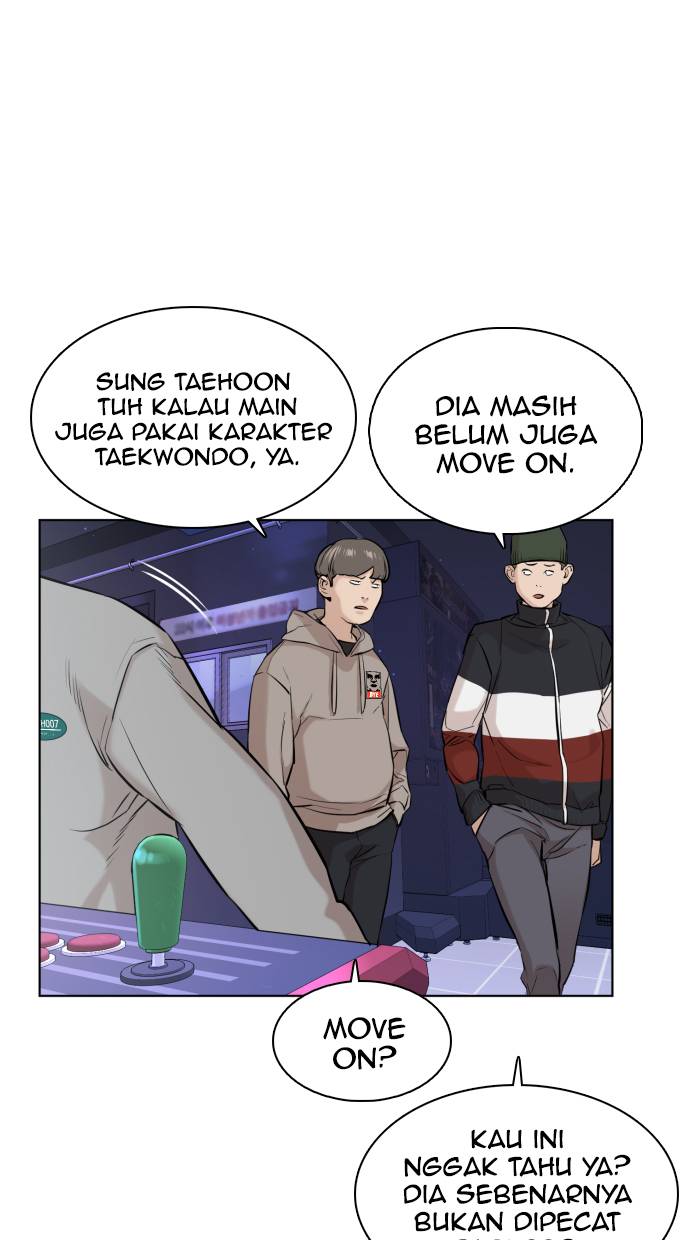 SUNG TAEHOON
TUH KALAU MAIN
JUGA PAKAI KARAKTER
TAEKWONDO, YA.
DIA MASIH
BELUM JUGA
MOVE ON.
H007
MOVE
ON?
KAU INI
NGGAK TAHU YA?
DIA SEBENARNYA
BUKAN DIPECAT